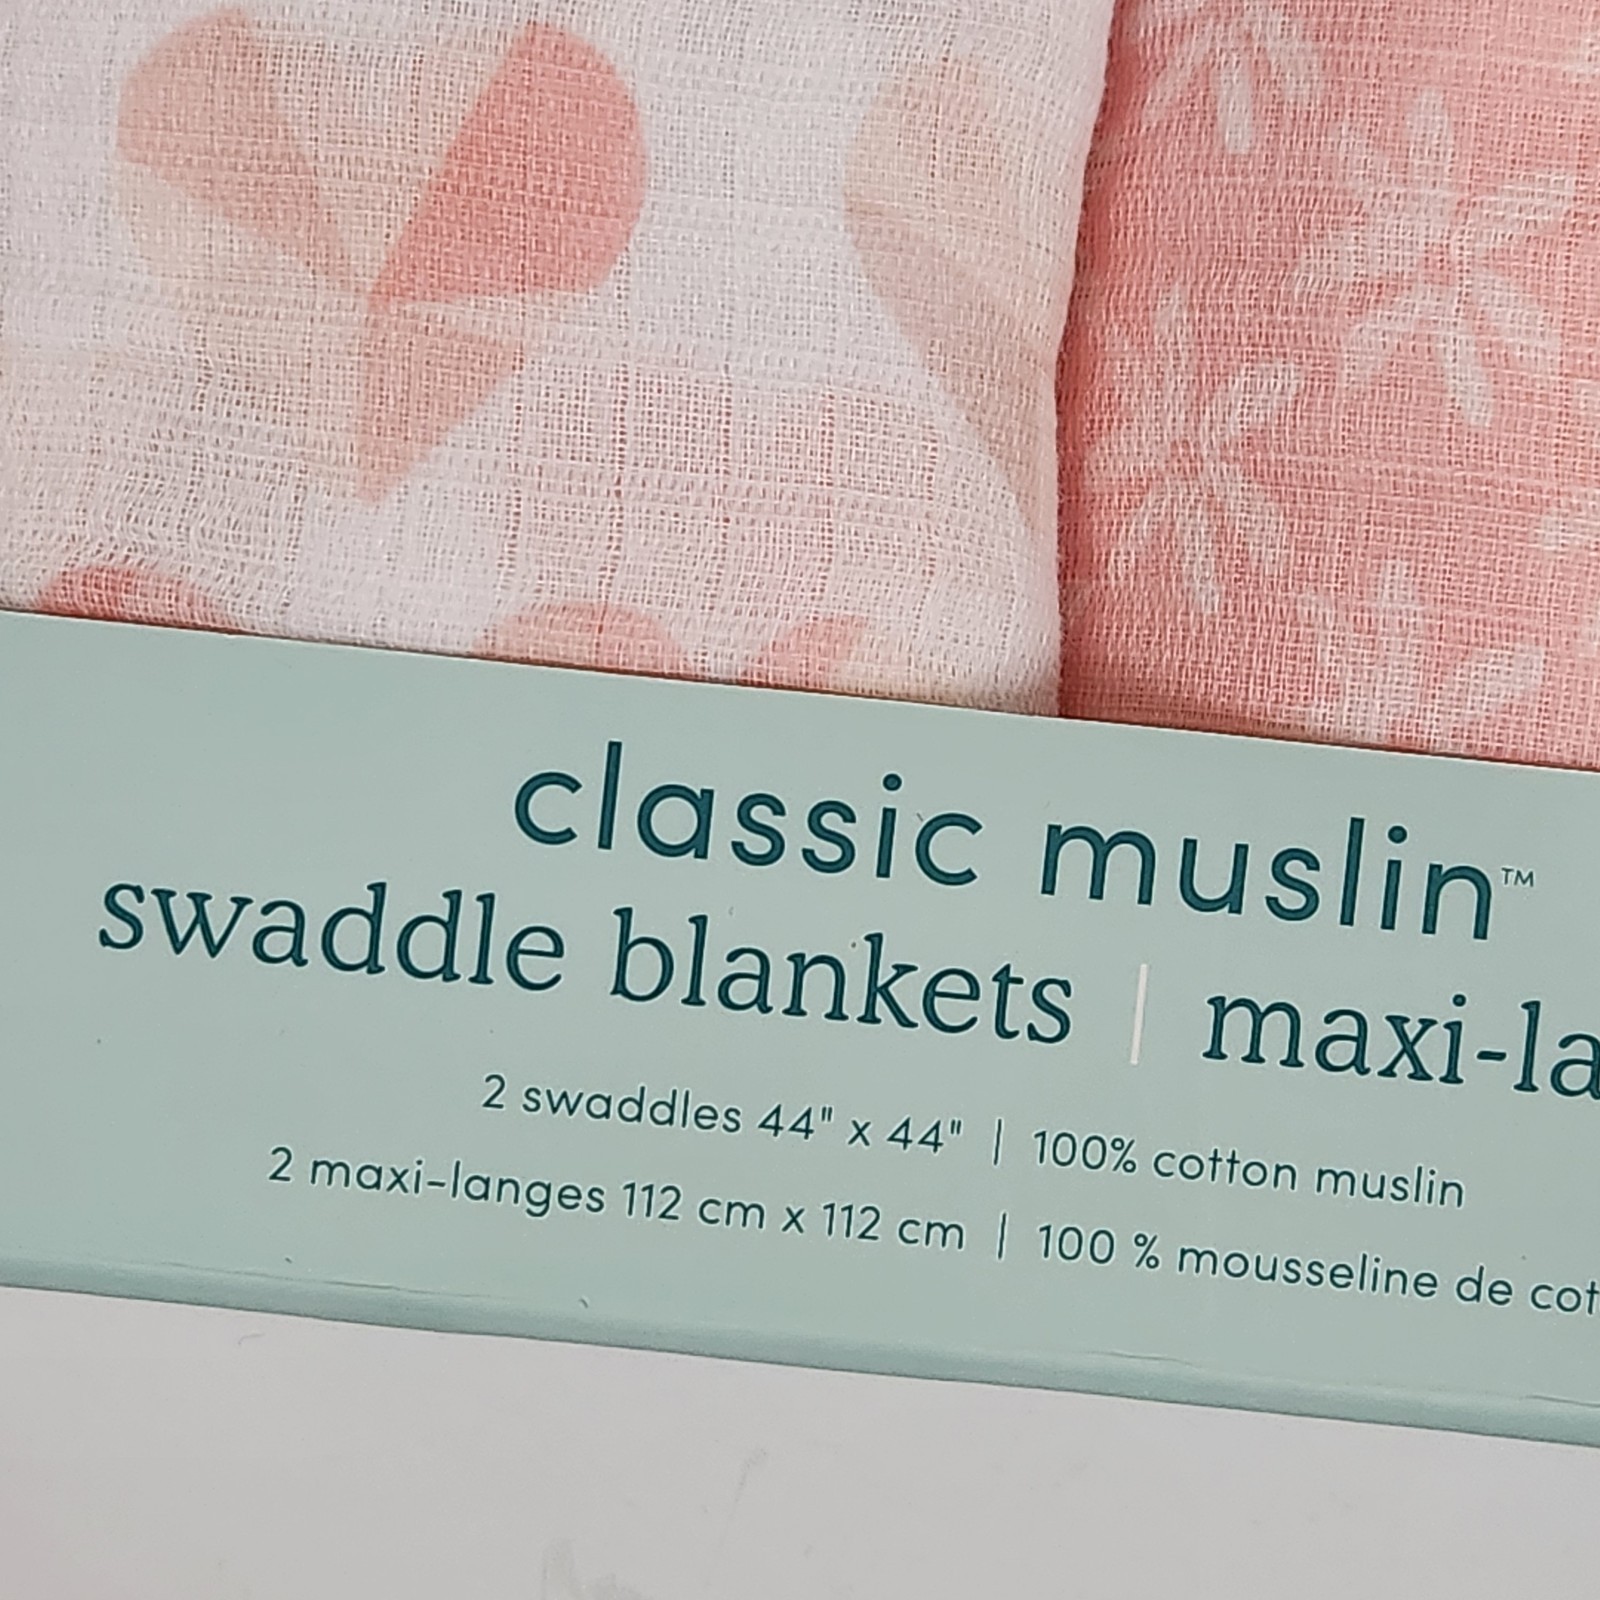 classic muslin™
swaddle blankets | maxi-la
2 swaddles 44" x 44" | 100% cotton muslin
2 maxi-langes 112 cm x 112 cm | 100 % mousseline de cot